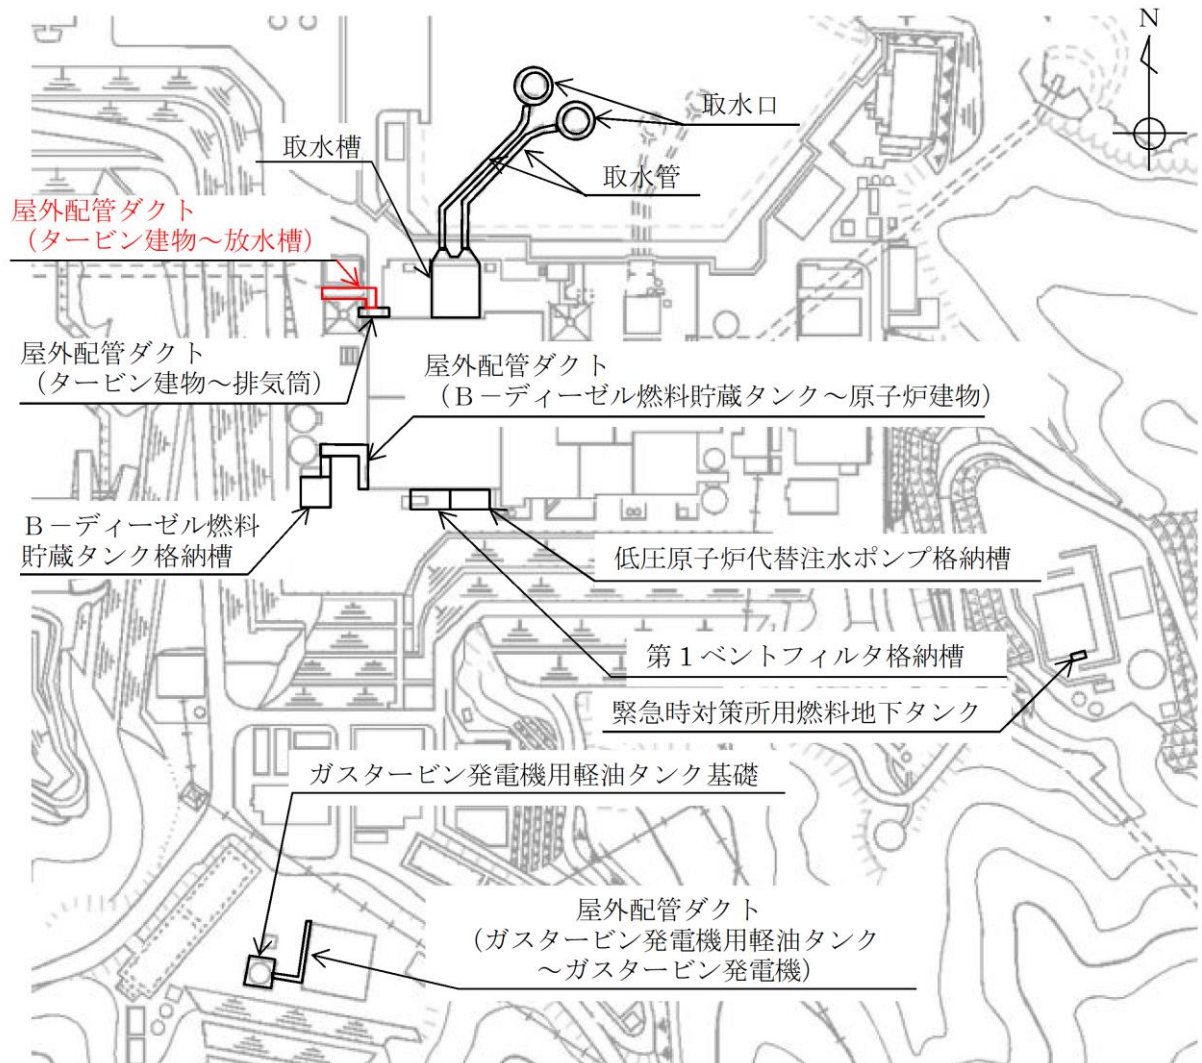 N
取水口
取水槽
取水管
屋外配管ダクト
（タービン建物～放水槽）
屋外配管ダクト
（タービン建物～排気筒）
屋外配管ダクト
（Ｂ－ディーゼル燃料貯蔵タンク～原子炉建物）
Ｂ－ディーゼル燃料
貯蔵タンク格納槽
低圧原子炉代替注水ポンプ格納槽
第１ベントフィルタ格納槽
緊急時対策所用燃料地下タンク
ガスタービン発電機用軽油タンク基礎
屋外配管ダクト
（ガスタービン発電機用軽油タンク
～ガスタービン発電機）